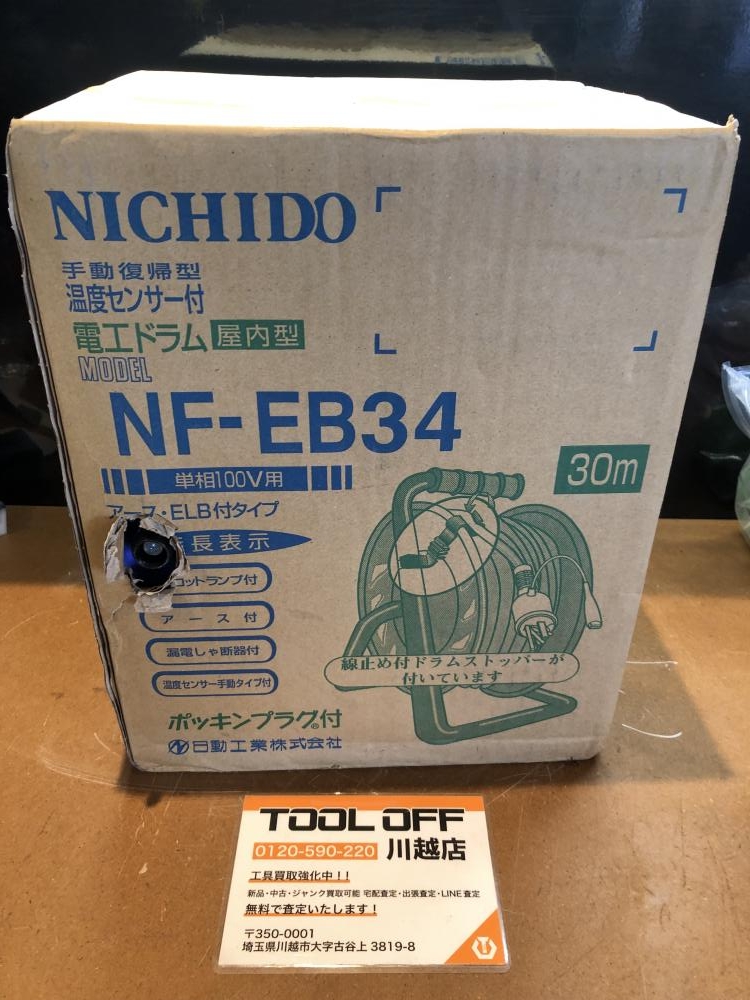 NICHIDO
手動復帰型
温度センサー付
電工ドラム 屋内型
MODEL
NF-EB34
単相100V用
30m
アース・ELB付タイプ
長表示
ロットランプ付
アース付
漏電しゃ断器付
温度センサー手動タイプ付
線止め付ドラムストッパーが
付いています
ポッキンプラグ®付
日動工業株式会社
TOOL OFF
0120-590-220 川越店
工具買取強化中!!
新品・中古・ジャンク買取可能 宅配査定・出張査定・LINE査定
無料で査定いたします!
〒350-0001
埼玉県川越市大字古谷上 3819-8